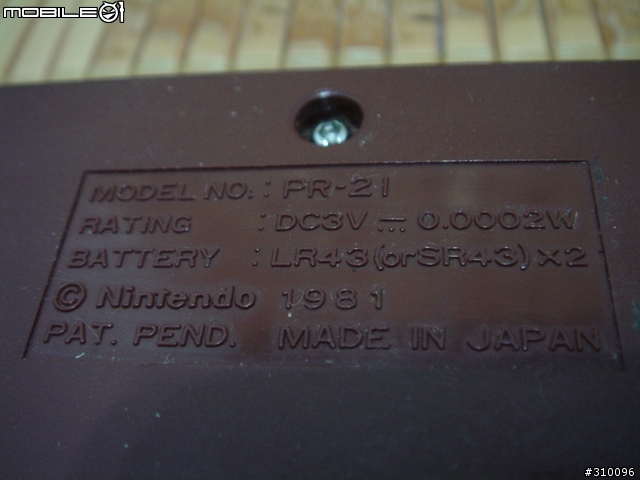 MOBILE01
MODEL NO. : PR-21
RATING : DC3V ⎓ 0.0002W
BATTERY : LR43 (orSR43) X2
© Nintendo 1981
PAT. PEND. MADE IN JAPAN
#310096